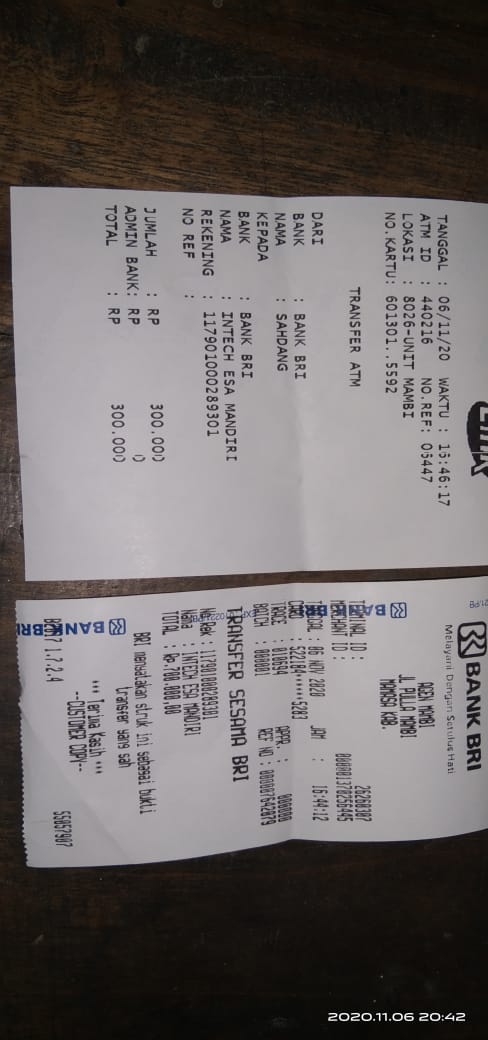 Link
TANGGAL : 06/11/20 WAKTU : 16:46:17
ATM ID : 440216 NO.REF: 06447
LOKASI : 8026-UNIT MAMBI
NO.KARTU: 601301..5592
TRANSFER ATM
DARI
BANK : BANK BRI
NAMA : SAHDANG
KEPADA
BANK : BANK BRI
NAMA : INTECH ESA MANDIRI
REKENING : 117901000289301
NO REF :
JUMLAH : RP 300.000
ADMIN BANK: RP 0
TOTAL : RP 300.000
BANK BRI
Melayani Dengan Setulus Hati
AGEN MAMBI
JL PULLA MAMBI
MAMASA KAB.
TERMINAL ID : 26260307
MERCHANT ID : 000001370256445
TANGGAL : 06 NOV 2020 JAM : 16:44:12
CARD : 522184******5203
TRACE : 010694 APPR. : 000000
BATCH : 000001 REF NO : 000007642079
TRANSFER SESAMA BRI
No Rek : 117901000289301
Nama : INTECH ESA MANDIRI
TOTAL : Rp.700.000,00
BRI menyatakan struk ini sebagai bukti
transfer yang sah
*** Terima Kasih ***
--CUSTOMER COPY--
1.7.2.4 55057907
BANK BRI
BANK BRI
2020.11.06 20:42